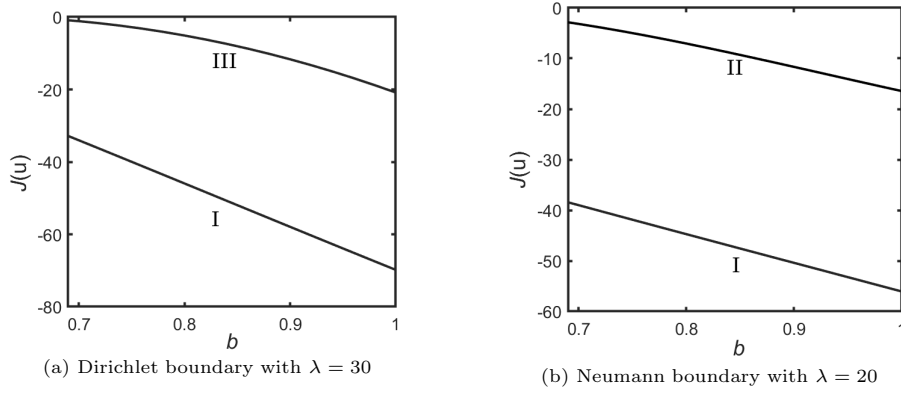 0
-20
-40
-60
-80
J(u)
III
I
0.7
0.8
0.9
1
b
(a) Dirichlet boundary with λ = 30
0
-10
-20
-30
-40
-50
-60
J(u)
II
I
0.7
0.8
0.9
1
b
(b) Neumann boundary with λ = 20